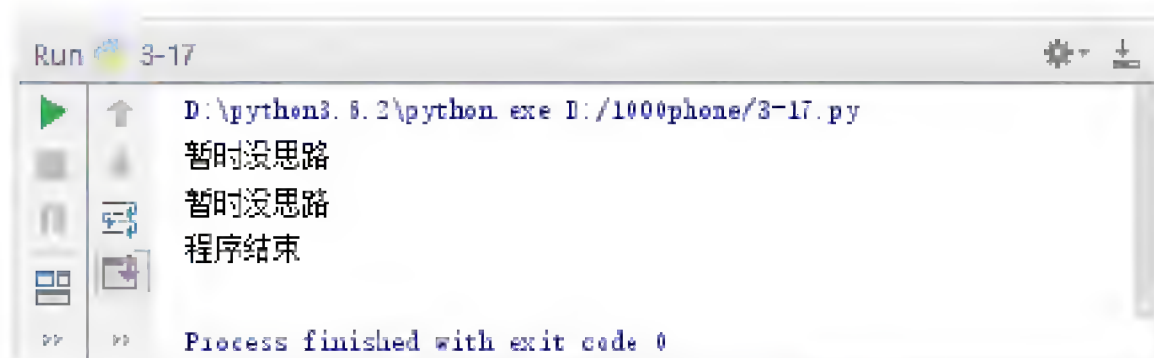 Run 3-17
D:\python3.6.2\python.exe D:/1000phone/3-17.py
暂时没思路
暂时没思路
程序结束
Process finished with exit code 0